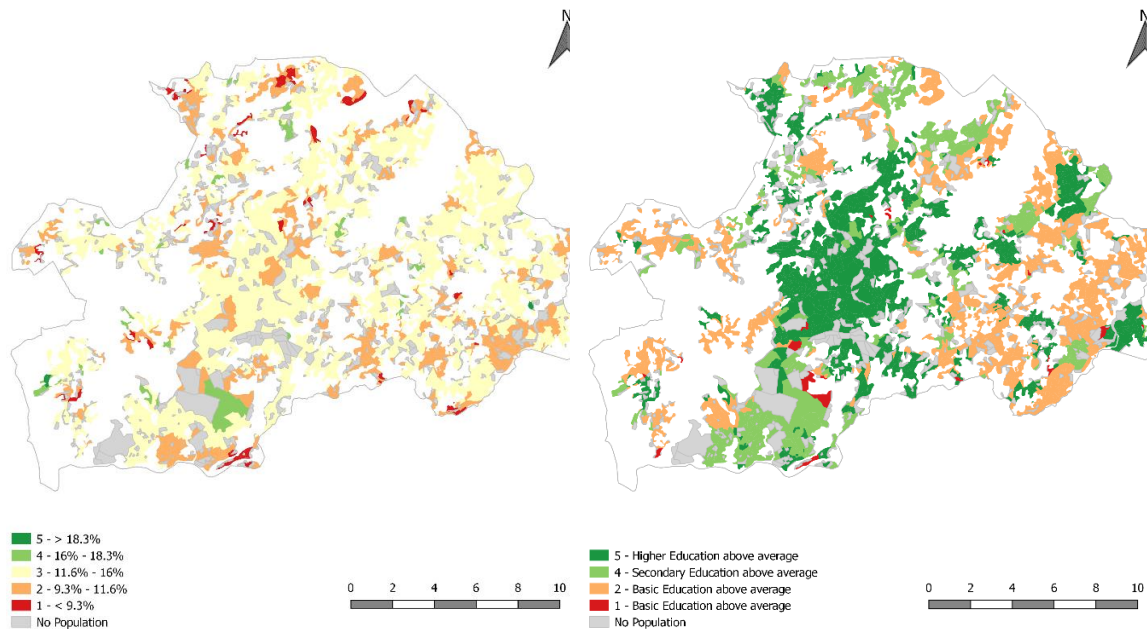 N
N
5 - > 18.3%
4 - 16% - 18.3%
3 - 11.6% - 16%
2 - 9.3% - 11.6%
1 - < 9.3%
No Population
0 2 4 6 8 10
5 - Higher Education above average
4 - Secondary Education above average
2 - Basic Education above average
1 - Basic Education above average
No Population
0 2 4 6 8 10